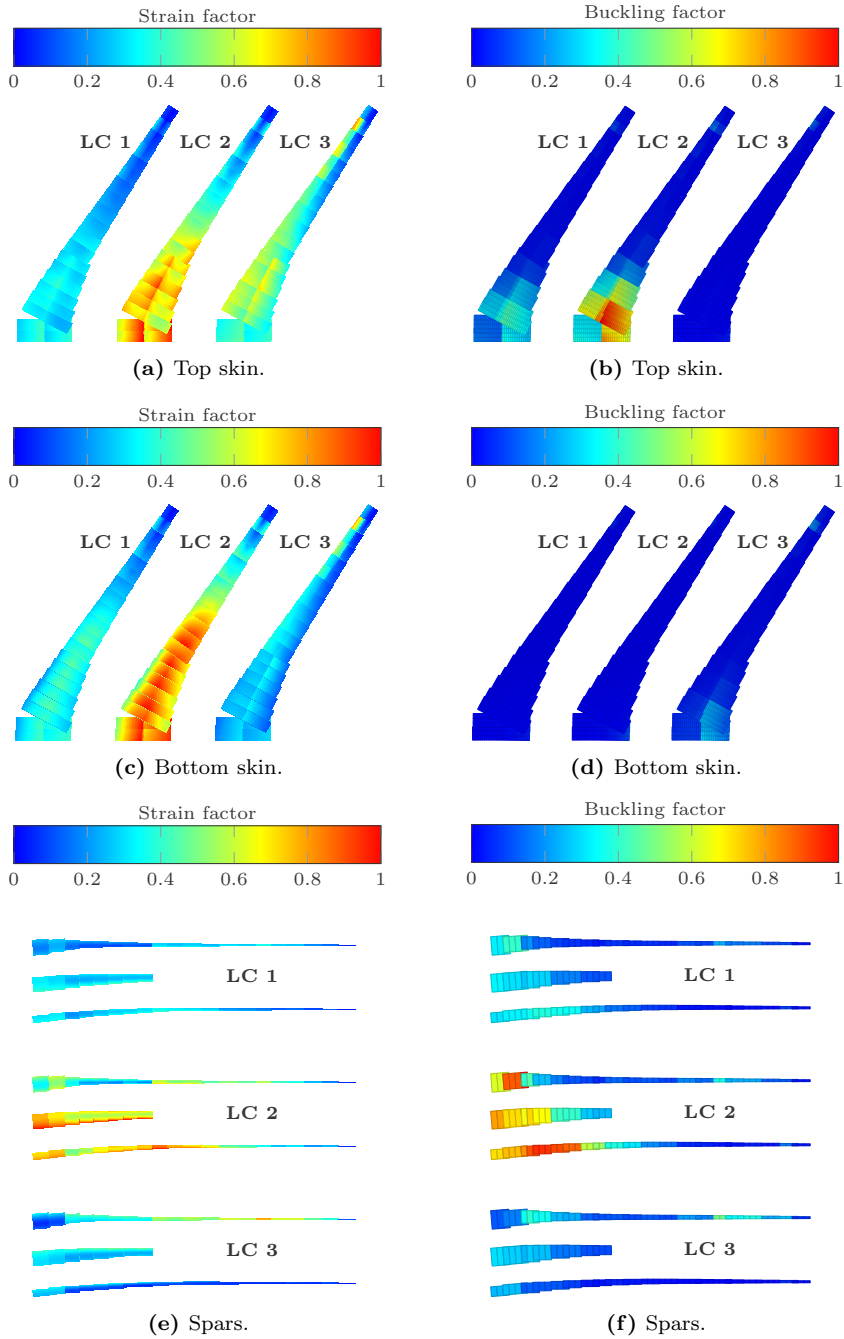 Strain factor
Buckling factor
0 0.2 0.4 0.6 0.8 1
0 0.2 0.4 0.6 0.8 1
LC 1 LC 2 LC 3
LC 1 LC 2 LC 3
(a) Top skin.
(b) Top skin.
Strain factor
Buckling factor
0 0.2 0.4 0.6 0.8 1
0 0.2 0.4 0.6 0.8 1
LC 1 LC 2 LC 3
LC 1 LC 2 LC 3
(c) Bottom skin.
(d) Bottom skin.
Strain factor
Buckling factor
0 0.2 0.4 0.6 0.8 1
0 0.2 0.4 0.6 0.8 1
LC 1
LC 1
LC 2
LC 2
LC 3
LC 3
(e) Spars.
(f) Spars.